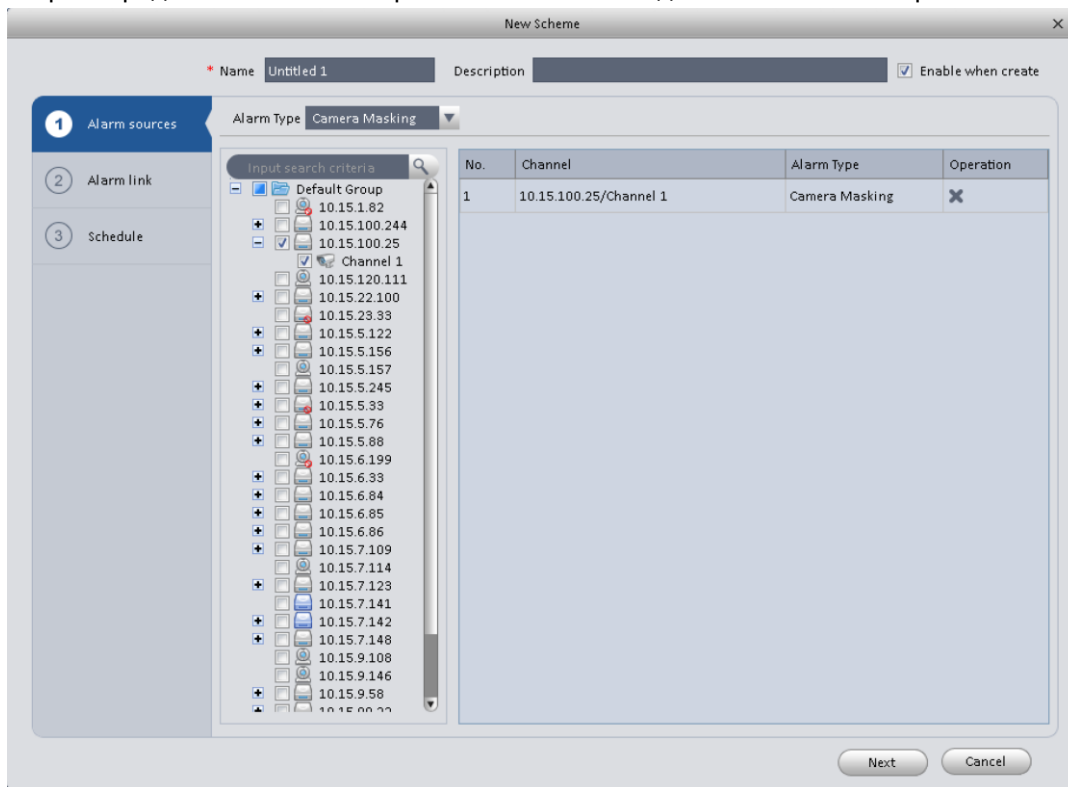 New Scheme
* Name Untitled 1 Description Enable when create
1 Alarm sources
2 Alarm link
3 Schedule
Alarm Type Camera Masking
Input search criteria
Default Group
10.15.1.82
10.15.100.244
10.15.100.25
Channel 1
10.15.120.111
10.15.22.100
10.15.23.33
10.15.5.122
10.15.5.156
10.15.5.157
10.15.5.245
10.15.5.33
10.15.5.76
10.15.5.88
10.15.6.199
10.15.6.33
10.15.6.84
10.15.6.85
10.15.6.86
10.15.7.109
10.15.7.114
10.15.7.123
10.15.7.141
10.15.7.142
10.15.7.148
10.15.9.108
10.15.9.146
10.15.9.58
No. Channel Alarm Type Operation
1 10.15.100.25/Channel 1 Camera Masking
Next Cancel